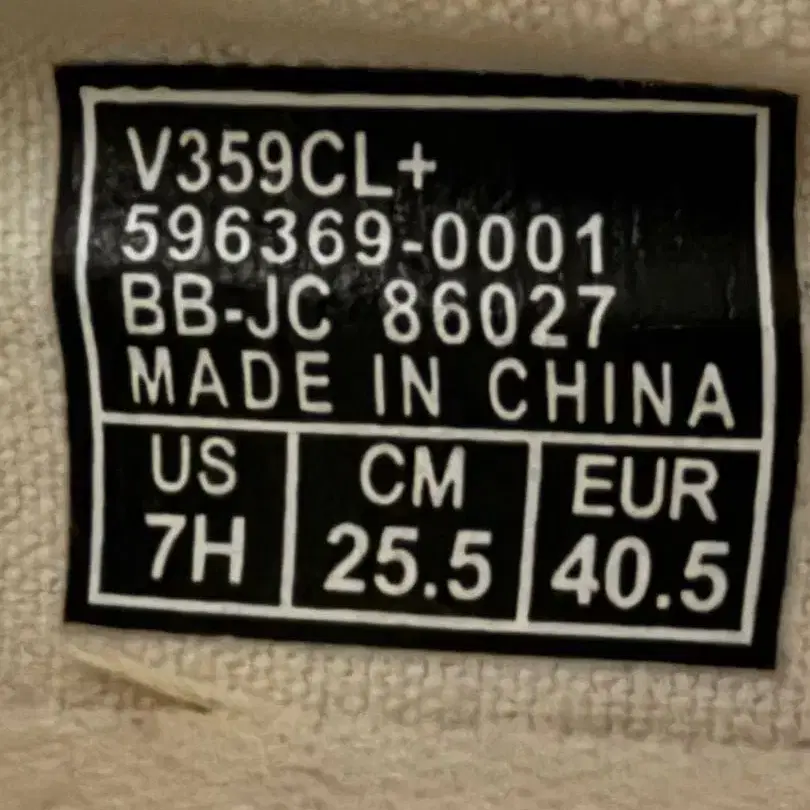 V359CL+
596369-0001
BB-JC 86027
MADE IN CHINA
US CM EUR
7H 25.5 40.5